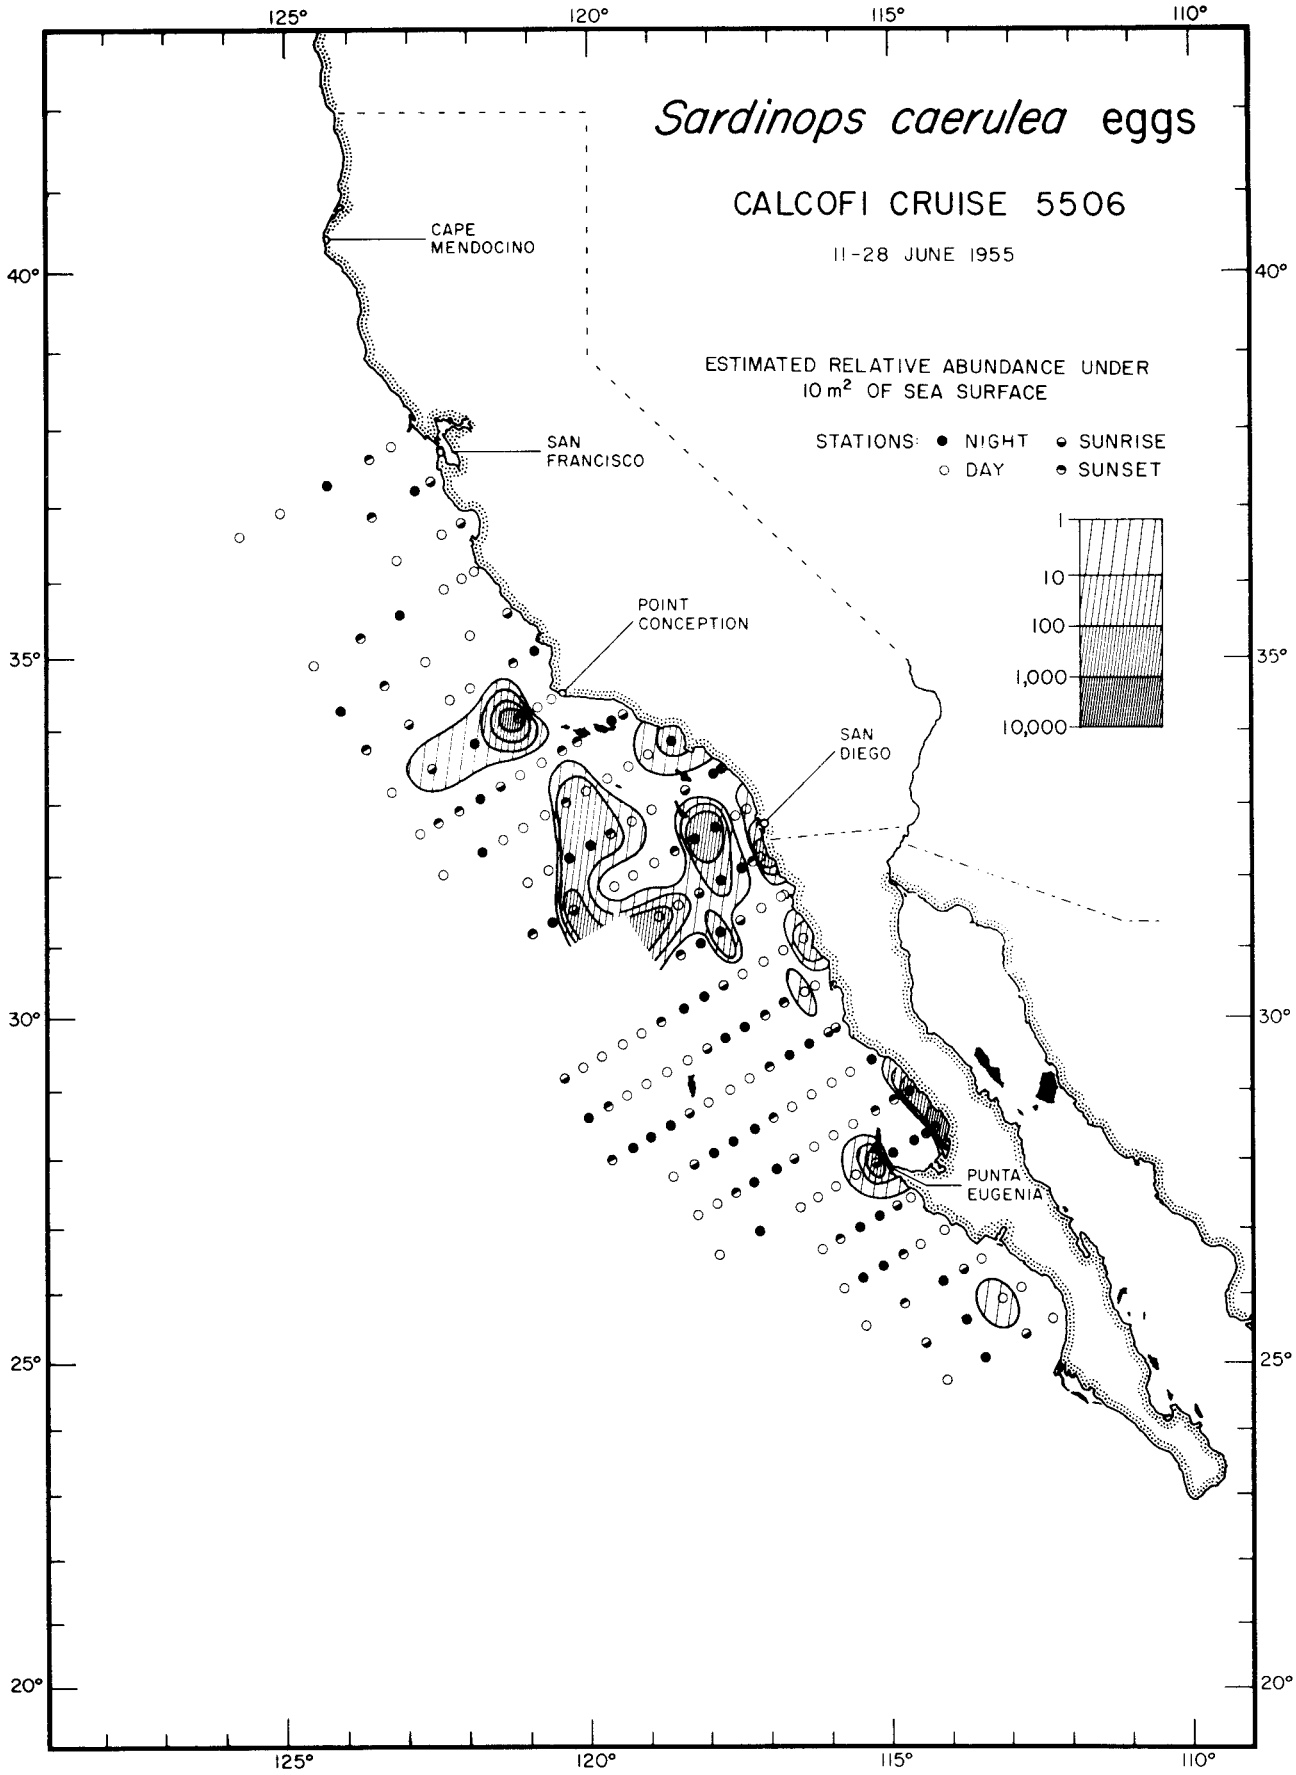 125° 120° 115° 110°
Sardinops caerulea eggs
CALCOFI CRUISE 5506
11-28 JUNE 1955
CAPE
MENDOCINO
40° 40°
ESTIMATED RELATIVE ABUNDANCE UNDER
10 m² OF SEA SURFACE
STATIONS: ● NIGHT SUNRISE
○ DAY SUNSET
SAN
FRANCISCO
1
10
100
1,000
10,000
POINT
CONCEPTION
35° 35°
SAN
DIEGO
30° 30°
PUNTA
EUGENIA
25° 25°
20° 20°
125° 120° 115° 110°